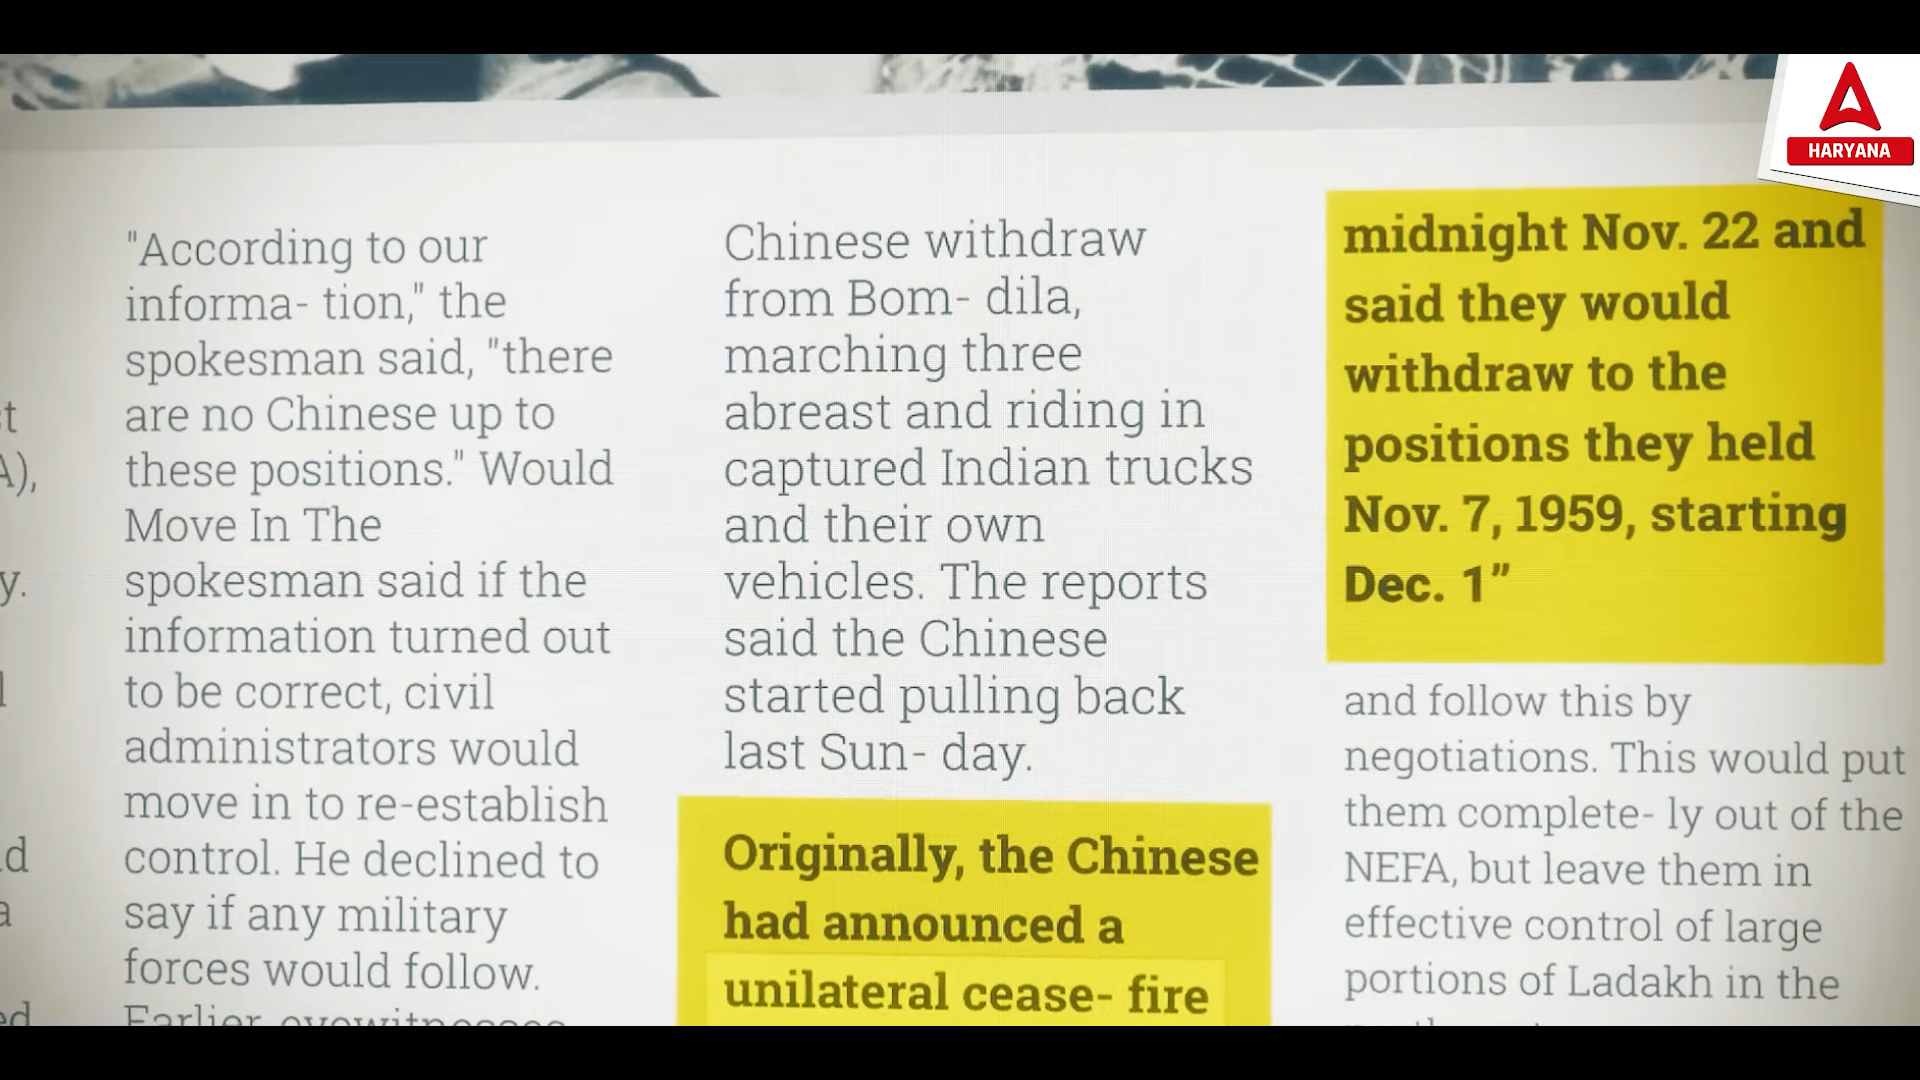 HARYANA
st
A),
y.
l
d
a
ed
"According to our
informa- tion," the
spokesman said, "there
are no Chinese up to
these positions." Would
Move In The
spokesman said if the
information turned out
to be correct, civil
administrators would
move in to re-establish
control. He declined to
say if any military
forces would follow.
Earlier, eyewitnesses
Chinese withdraw
from Bom- dila,
marching three
abreast and riding in
captured Indian trucks
and their own
vehicles. The reports
said the Chinese
started pulling back
last Sun- day.
Originally, the Chinese
had announced a
unilateral cease- fire
midnight Nov. 22 and
said they would
withdraw to the
positions they held
Nov. 7, 1959, starting
Dec. 1”
and follow this by
negotiations. This would put
them complete- ly out of the
NEFA, but leave them in
effective control of large
portions of Ladakh in the